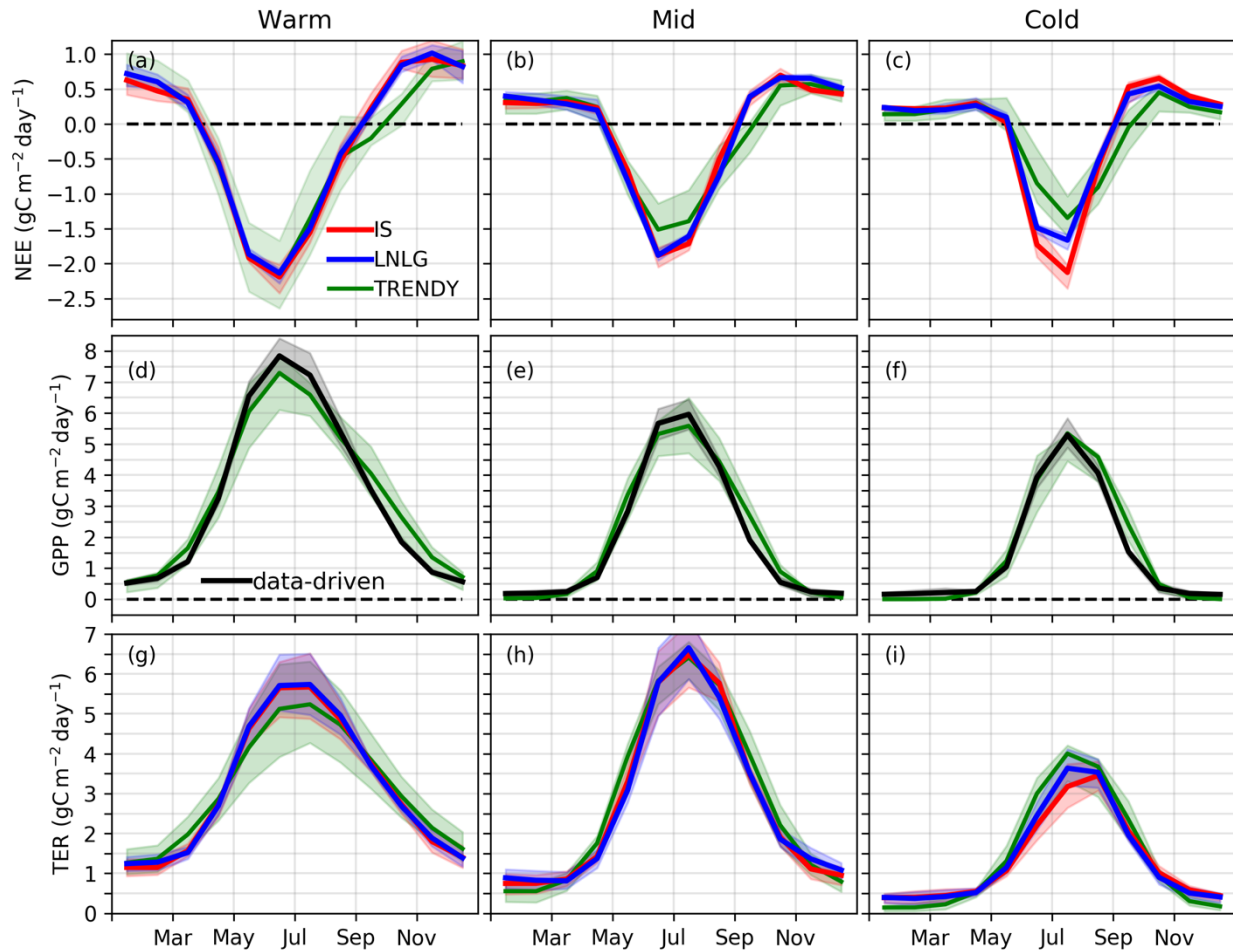 Warm Mid Cold
NEE (gC m⁻² day⁻¹)
1.0
0.5
0.0
−0.5
−1.0
−1.5
−2.0
−2.5
(a) (b) (c)
IS
LNLG
TRENDY
GPP (gC m⁻² day⁻¹)
8
7
6
5
4
3
2
1
0
(d) (e) (f)
data-driven
TER (gC m⁻² day⁻¹)
7
6
5
4
3
2
1
0
(g) (h) (i)
Mar May Jul Sep Nov Mar May Jul Sep Nov Mar May Jul Sep Nov